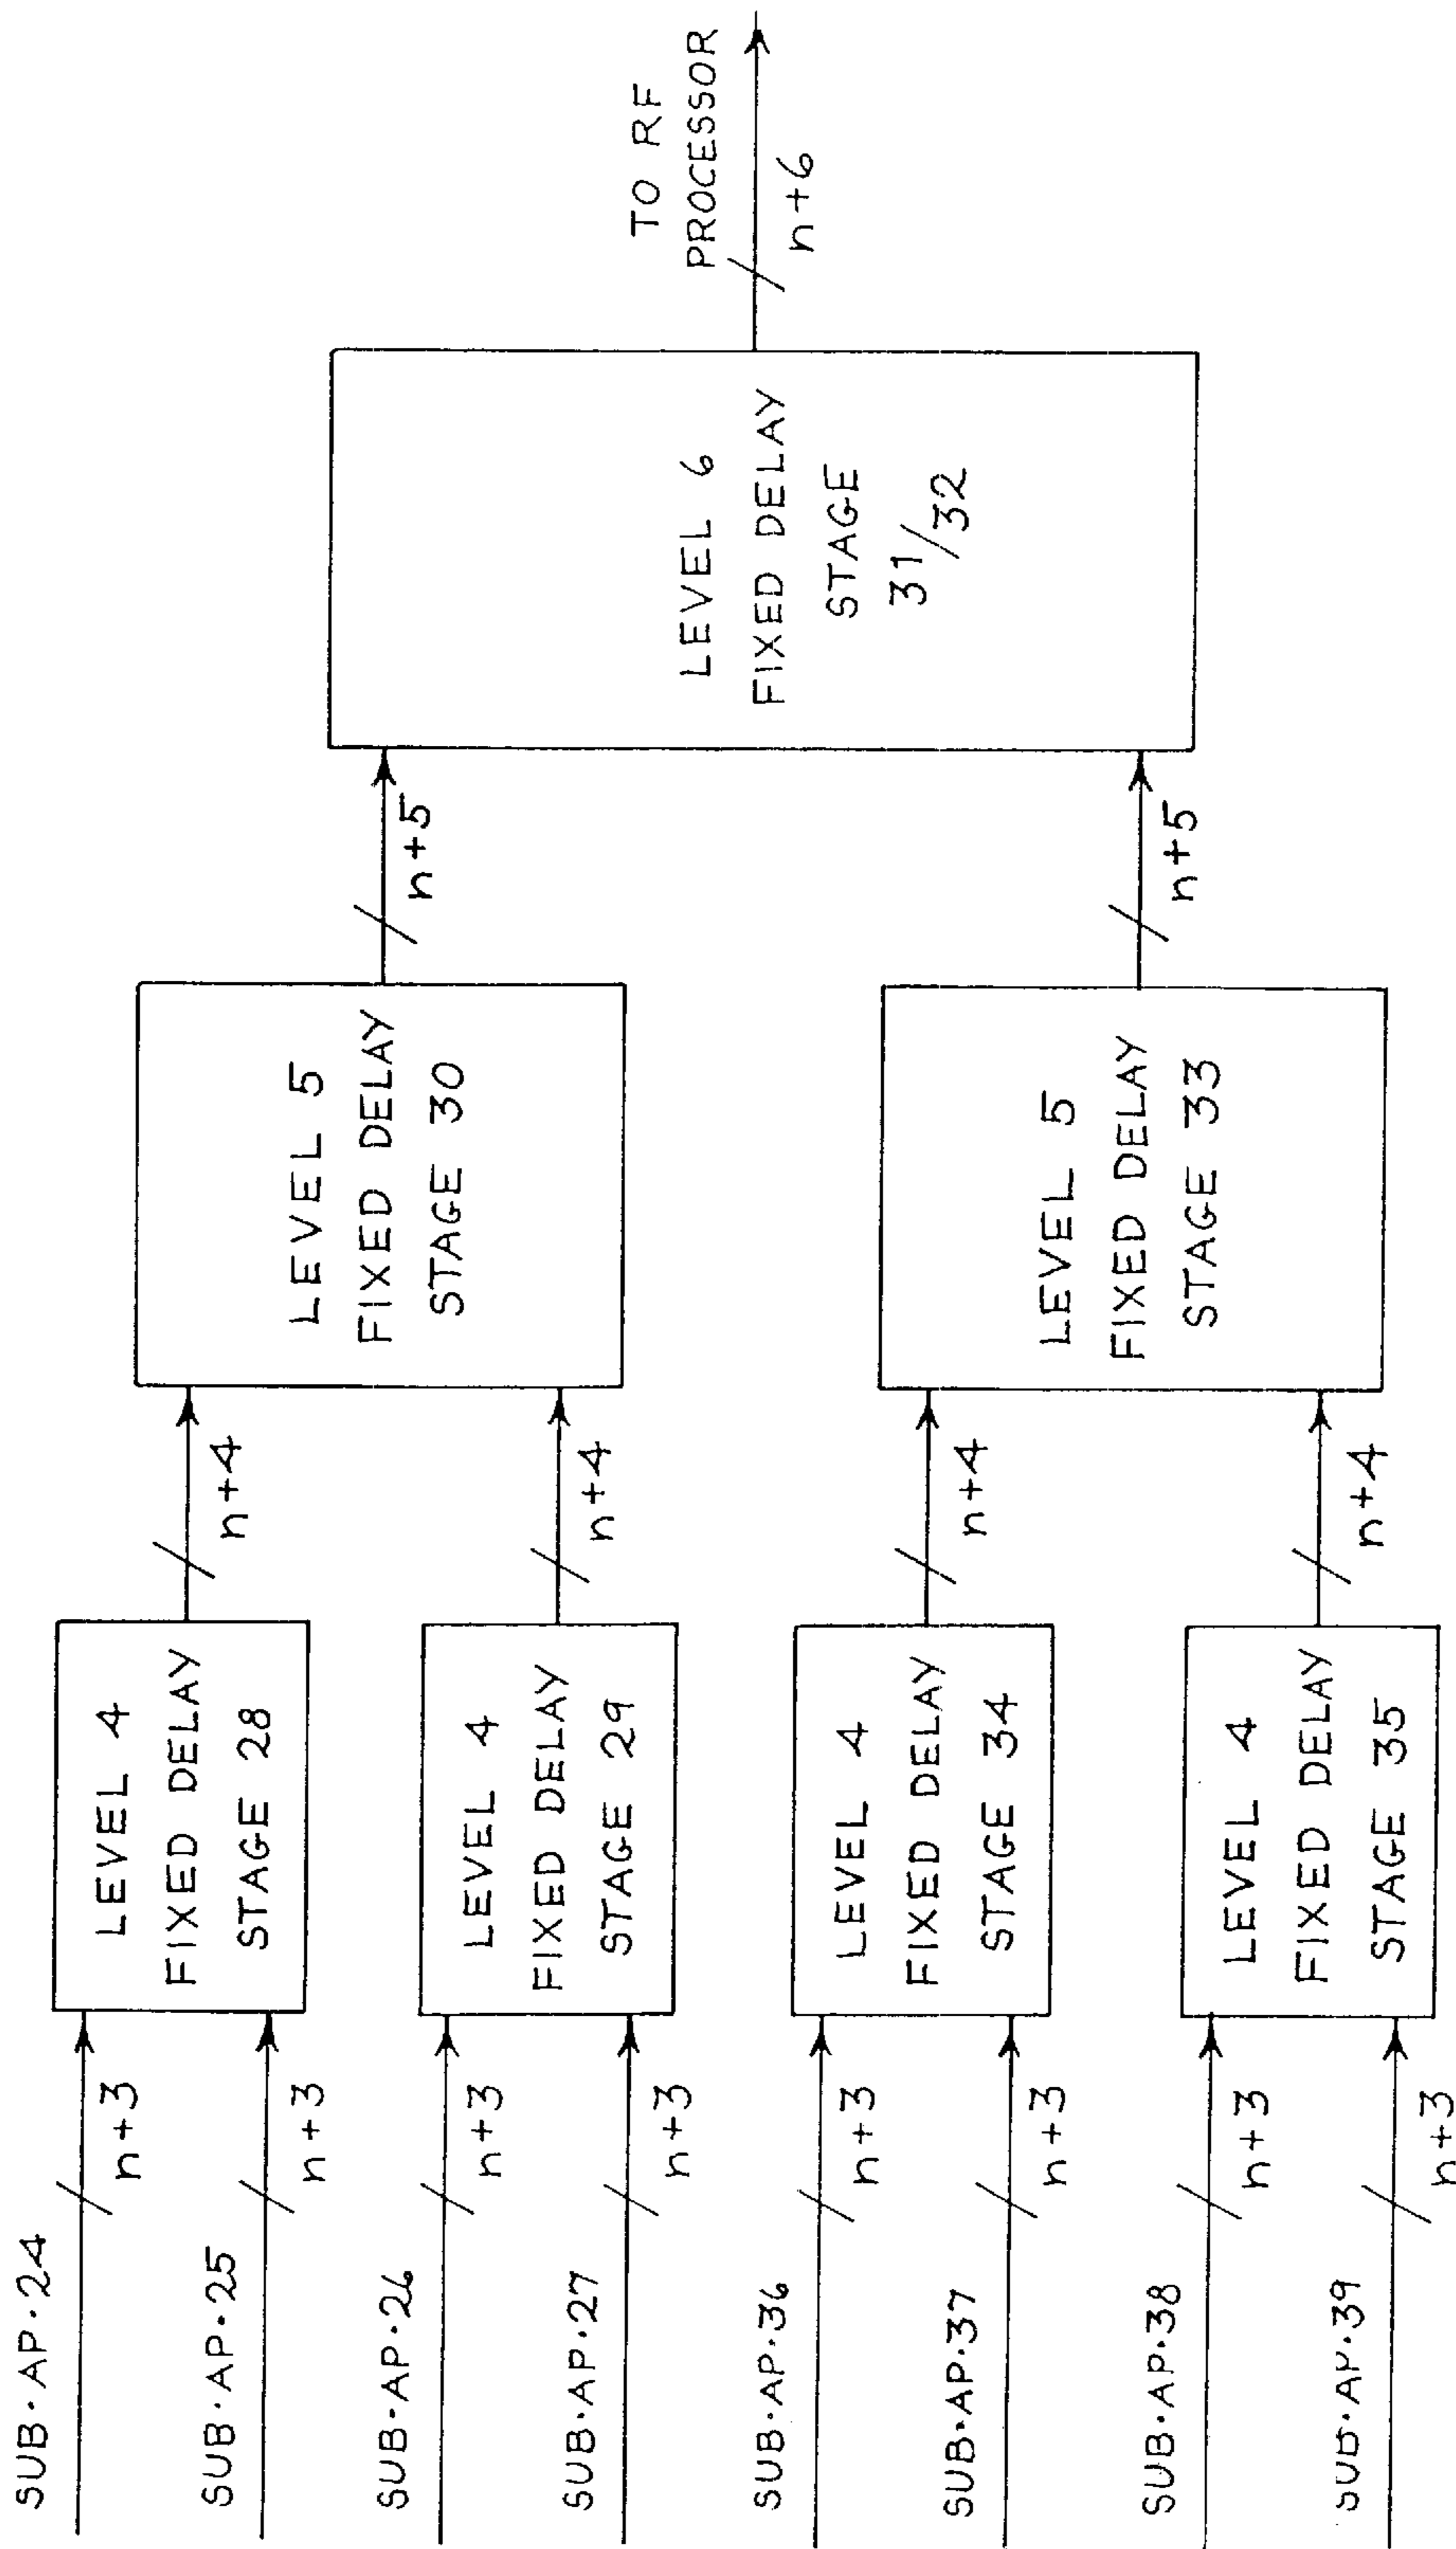 SUB·AP·24
n+3
SUB·AP·25
n+3
LEVEL 4
FIXED DELAY
STAGE 28
n+4
SUB·AP·26
n+3
SUB·AP·27
n+3
LEVEL 4
FIXED DELAY
STAGE 29
n+4
LEVEL 5
FIXED DELAY
STAGE 30
n+5
SUB·AP·36
n+3
SUB·AP·37
n+3
LEVEL 4
FIXED DELAY
STAGE 34
n+4
SUB·AP·38
n+3
SUB·AP·39
n+3
LEVEL 4
FIXED DELAY
STAGE 35
n+4
LEVEL 5
FIXED DELAY
STAGE 33
n+5
LEVEL 6
FIXED DELAY
STAGE
31/32
TO RF
PROCESSOR
n+6